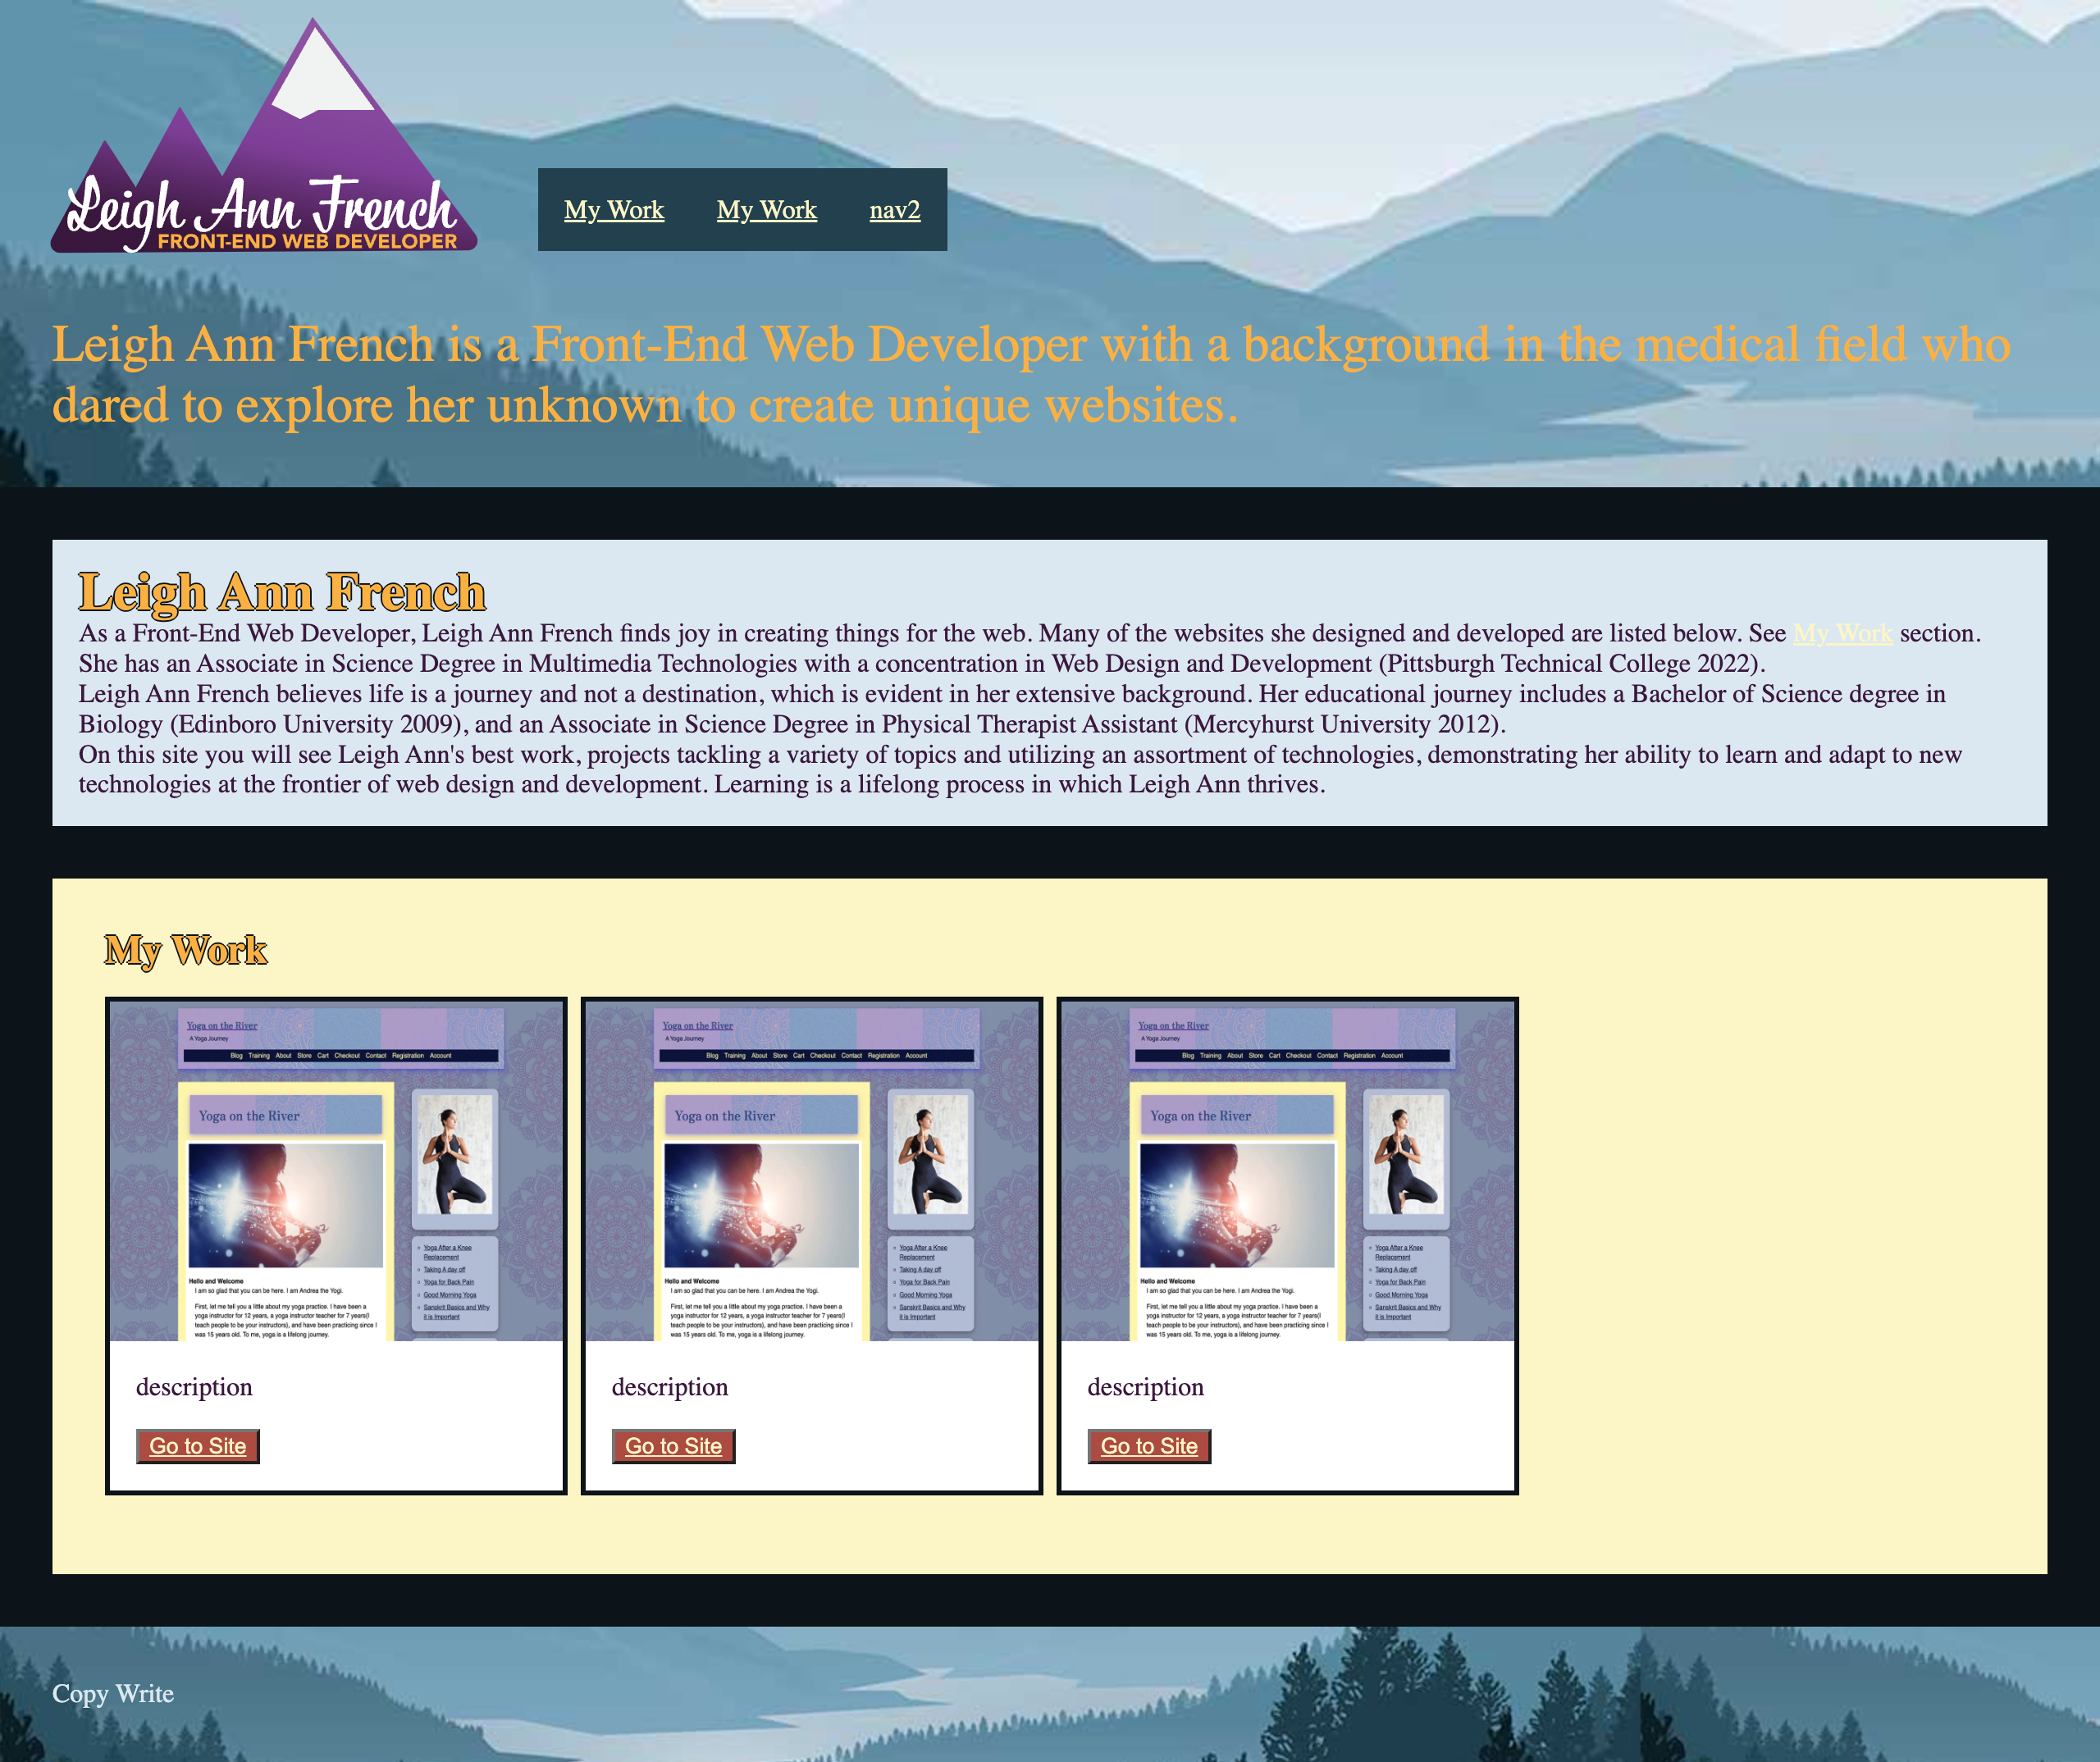 Leigh Ann French
FRONT-END WEB DEVELOPER
My Work My Work nav2
Leigh Ann French is a Front-End Web Developer with a background in the medical field who
dared to explore her unknown to create unique websites.
Leigh Ann French
As a Front-End Web Developer, Leigh Ann French finds joy in creating things for the web. Many of the websites she designed and developed are listed below. See My Work section.
She has an Associate in Science Degree in Multimedia Technologies with a concentration in Web Design and Development (Pittsburgh Technical College 2022).
Leigh Ann French believes life is a journey and not a destination, which is evident in her extensive background. Her educational journey includes a Bachelor of Science degree in
Biology (Edinboro University 2009), and an Associate in Science Degree in Physical Therapist Assistant (Mercyhurst University 2012).
On this site you will see Leigh Ann's best work, projects tackling a variety of topics and utilizing an assortment of technologies, demonstrating her ability to learn and adapt to new
technologies at the frontier of web design and development. Learning is a lifelong process in which Leigh Ann thrives.
My Work
Yoga on the River
A Yoga Journey
Blog Training About Store Cart Checkout Contact Registration Account
Yoga on the River
Yoga After a Knee
Replacement
Taking A day off
Yoga for Back Pain
Good Morning Yoga
Sanskrit Basics and Why
it is Important
Hello and Welcome
I am so glad that you can be here. I am Andrea the Yogi.
First, let me tell you a little about my yoga practice. I have been a
yoga instructor for 12 years, a yoga instructor teacher for 7 years(I
teach people to be your instructors), and have been practicing since I
was 15 years old. To me, yoga is a lifelong journey.
description
Go to Site
Yoga on the River
A Yoga Journey
Blog Training About Store Cart Checkout Contact Registration Account
Yoga on the River
Yoga After a Knee
Replacement
Taking A day off
Yoga for Back Pain
Good Morning Yoga
Sanskrit Basics and Why
it is Important
Hello and Welcome
I am so glad that you can be here. I am Andrea the Yogi.
First, let me tell you a little about my yoga practice. I have been a
yoga instructor for 12 years, a yoga instructor teacher for 7 years(I
teach people to be your instructors), and have been practicing since I
was 15 years old. To me, yoga is a lifelong journey.
description
Go to Site
Yoga on the River
A Yoga Journey
Blog Training About Store Cart Checkout Contact Registration Account
Yoga on the River
Yoga After a Knee
Replacement
Taking A day off
Yoga for Back Pain
Good Morning Yoga
Sanskrit Basics and Why
it is Important
Hello and Welcome
I am so glad that you can be here. I am Andrea the Yogi.
First, let me tell you a little about my yoga practice. I have been a
yoga instructor for 12 years, a yoga instructor teacher for 7 years(I
teach people to be your instructors), and have been practicing since I
was 15 years old. To me, yoga is a lifelong journey.
description
Go to Site
Copy Write